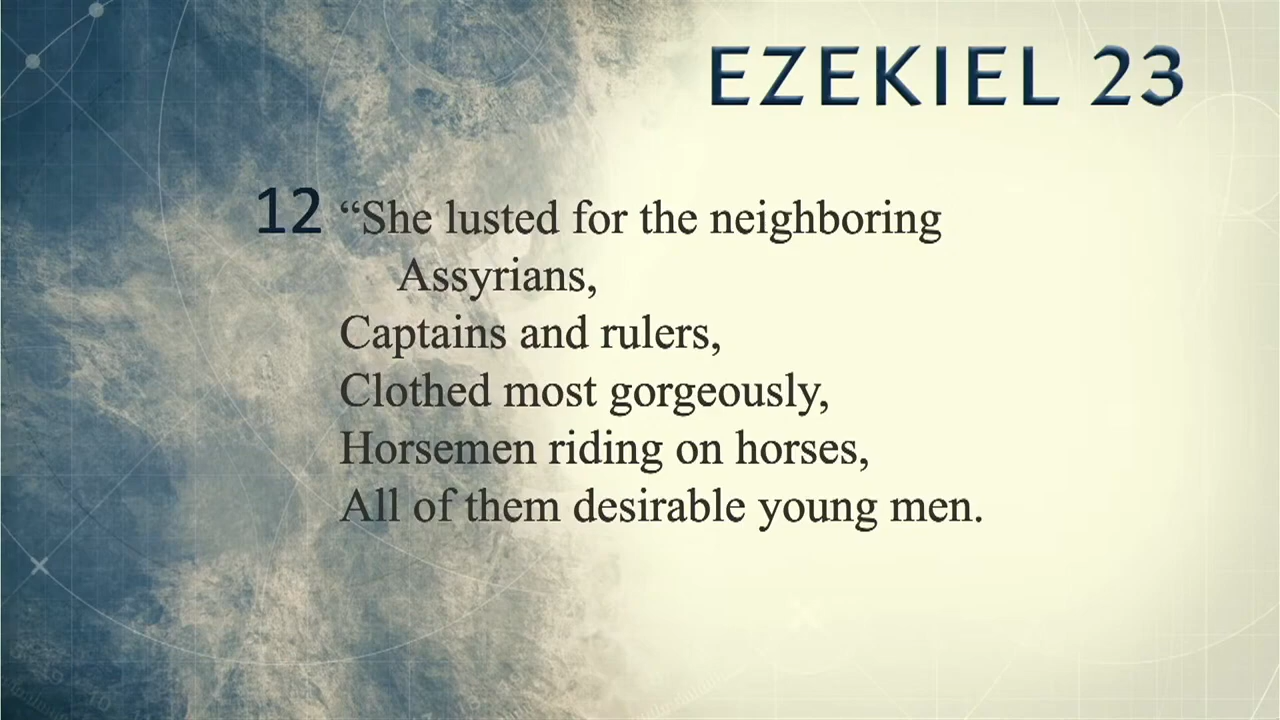 EZEKIEL 23
12 “She lusted for the neighboring
Assyrians,
Captains and rulers,
Clothed most gorgeously,
Horsemen riding on horses,
All of them desirable young men.